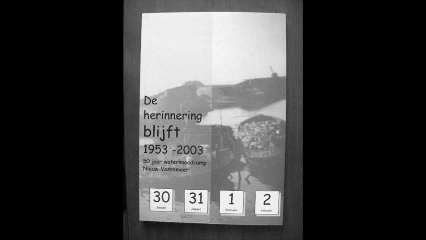 De
herinnering
blijft
1953 -2003
50 jaar watersnoodramp
Nieuw Vossemeer
30 31 1 2